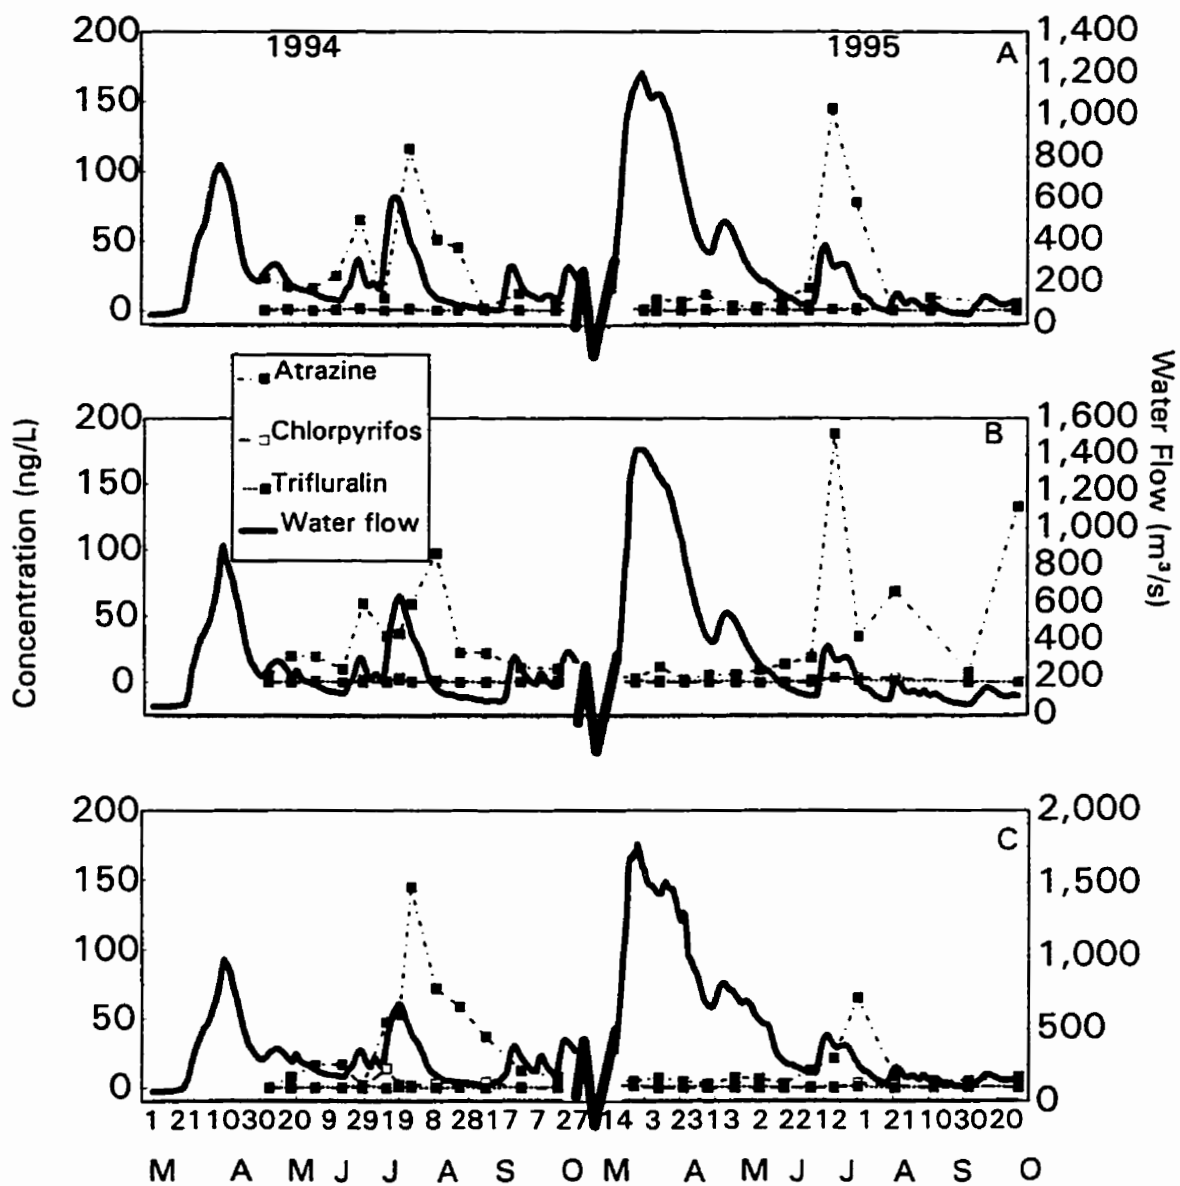 200 1,400
1994 1995 A
1,200
150
1,000
100 800
600
50 400
200
0
0
Atrazine
Chlorpyrifos
Trifluralin
Water flow
200 1,600
B
1,400
150
1,200
100 1,000
800
50 600
400
0 200
0
Concentration (ng/L)
Water Flow (m³/s)
200 2,000
C
150 1,500
100 1,000
50 500
0 0
1 21 10 30 20 9 29 19 8 28 17 7 27 14 3 23 13 2 22 12 1 21 10 30 20
M A M J J A S O M A M J J A S O